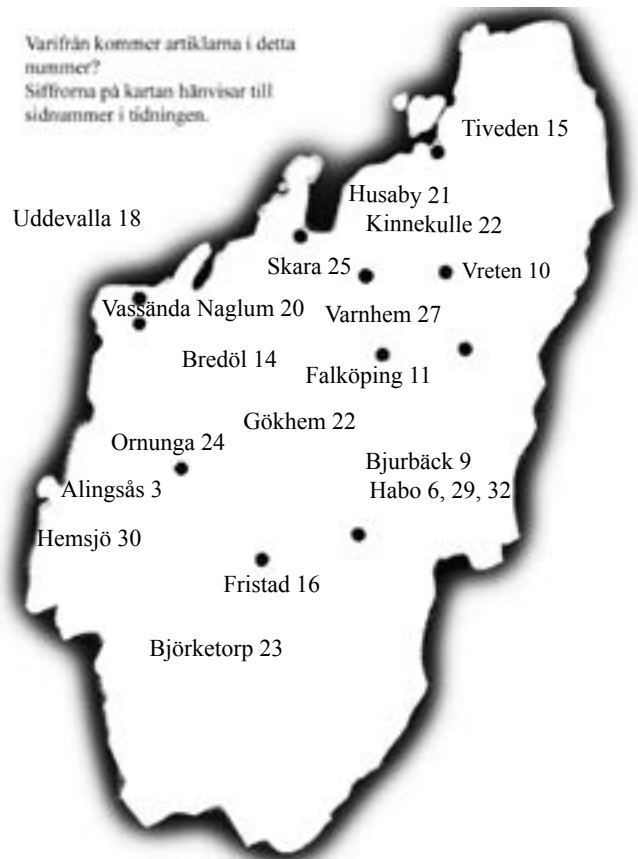 Varifrån kommer artiklarna i detta
nummer?
Siffrorna på kartan hänvisar till
sidnummer i tidningen.
Tiveden 15
Husaby 21
Uddevalla 18
Kinnekulle 22
Skara 25
Vreten 10
Vassända Naglum 20
Varnhem 27
Bredöl 14
Falköping 11
Gökhem 22
Ornunga 24
Bjurbäck 9
Alingsås 3
Habo 6, 29, 32
Hemsjö 30
Fristad 16
Björketorp 23